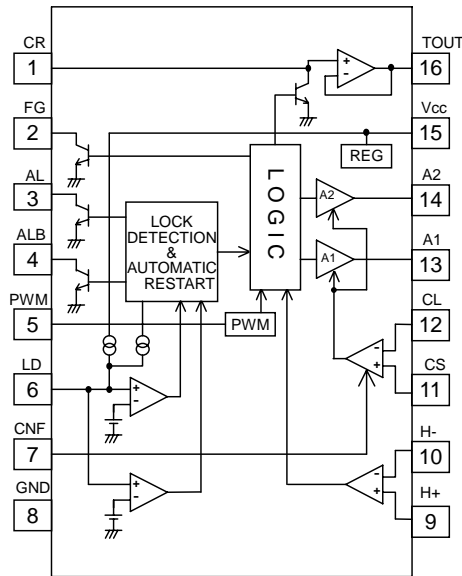 CR
1
FG
2
AL
3
ALB
4
PWM
5
LD
6
CNF
7
GND
8
LOCK
DETECTION
&
AUTOMATIC
RESTART
PWM
LOGIC
REG
A2
A1
TOUT
16
Vcc
15
A2
14
A1
13
CL
12
CS
11
H-
10
H+
9
+
-
-
+
+
-
+
-
-
+